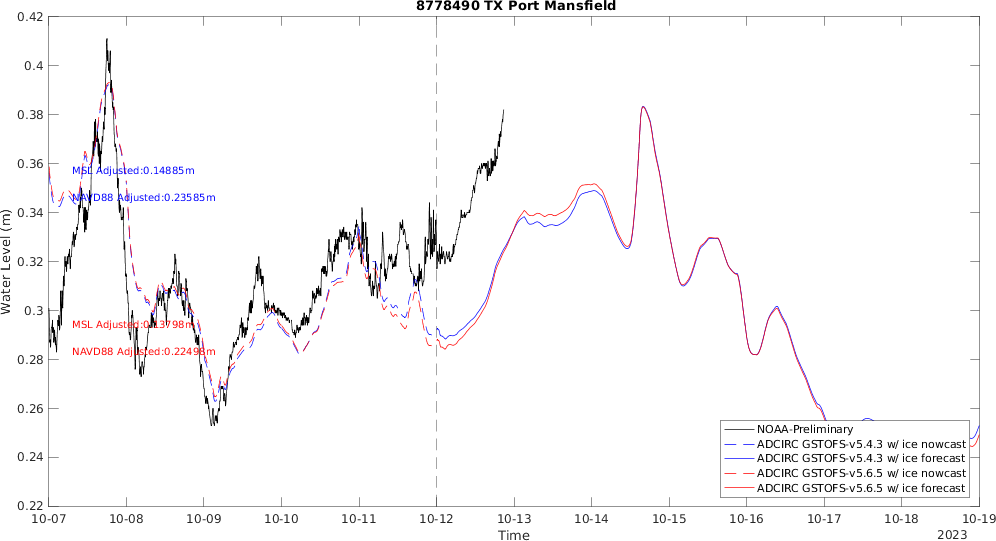 8778490 TX Port Mansfield
0.42
0.4
0.38
0.36
0.34
0.32
0.3
0.28
0.26
0.24
0.22
Water Level (m)
MSL Adjusted:0.14885m
NAVD88 Adjusted:0.23585m
MSL Adjusted:0.13798m
NAVD88 Adjusted:0.22498m
NOAA-Preliminary
ADCIRC GSTOFS-v5.4.3 w/ ice nowcast
ADCIRC GSTOFS-v5.4.3 w/ ice forecast
ADCIRC GSTOFS-v5.6.5 w/ ice nowcast
ADCIRC GSTOFS-v5.6.5 w/ ice forecast
10-07 10-08 10-09 10-10 10-11 10-12 10-13 10-14 10-15 10-16 10-17 10-18 10-19
Time
2023